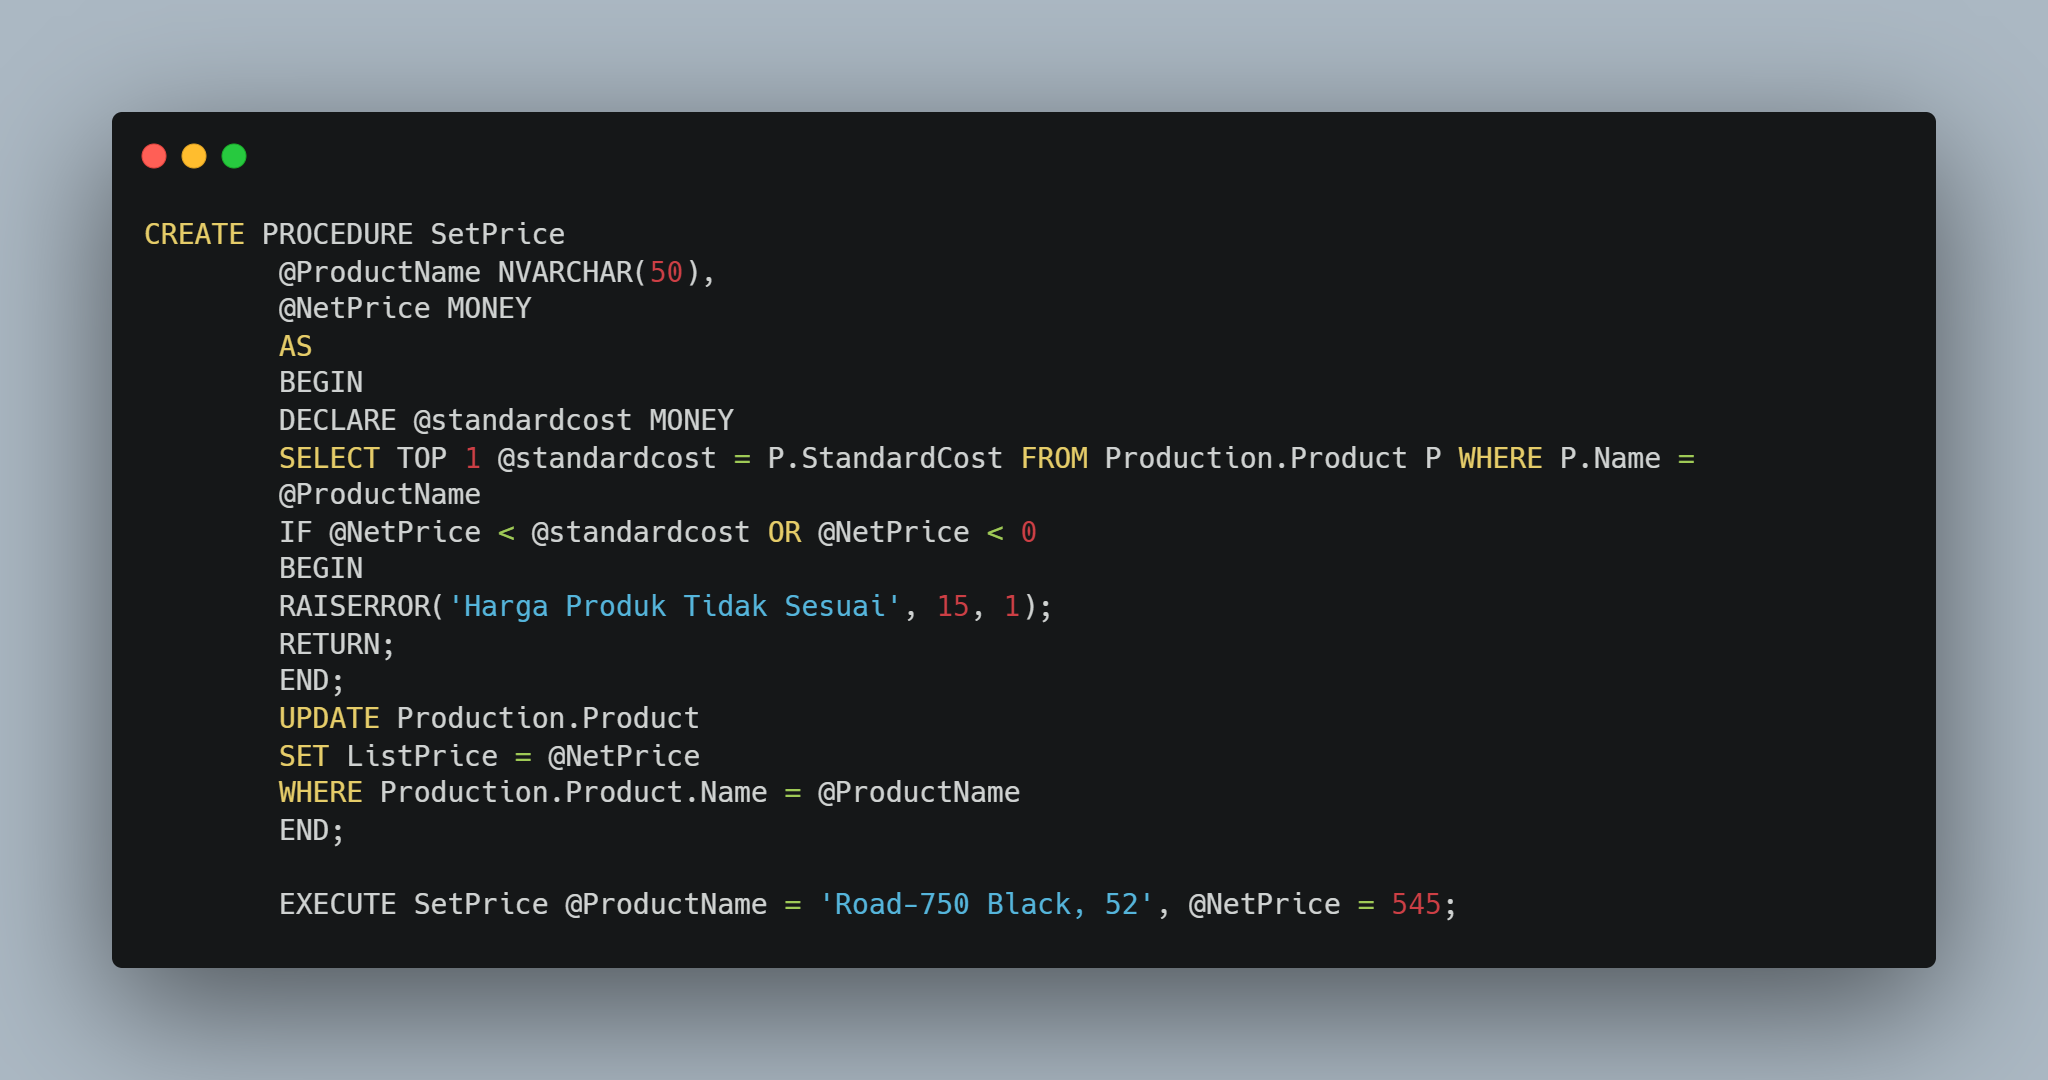 CREATE PROCEDURE SetPrice
@ProductName NVARCHAR(50),
@NetPrice MONEY
AS
BEGIN
DECLARE @standardcost MONEY
SELECT TOP 1 @standardcost = P.StandardCost FROM Production.Product P WHERE P.Name =
@ProductName
IF @NetPrice < @standardcost OR @NetPrice < 0
BEGIN
RAISERROR('Harga Produk Tidak Sesuai', 15, 1);
RETURN;
END;
UPDATE Production.Product
SET ListPrice = @NetPrice
WHERE Production.Product.Name = @ProductName
END;
EXECUTE SetPrice @ProductName = 'Road-750 Black, 52', @NetPrice = 545;